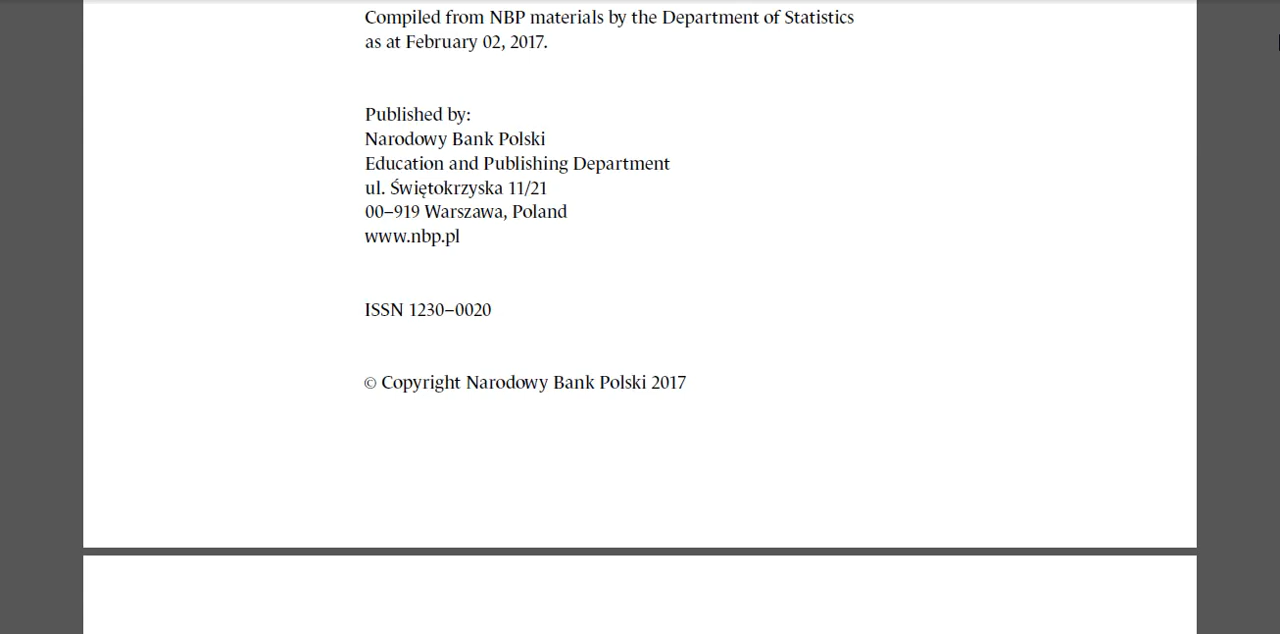 Compiled from NBP materials by the Department of Statistics
as at February 02, 2017.
Published by:
Narodowy Bank Polski
Education and Publishing Department
ul. Świętokrzyska 11/21
00–919 Warszawa, Poland
www.nbp.pl
ISSN 1230–0020
© Copyright Narodowy Bank Polski 2017